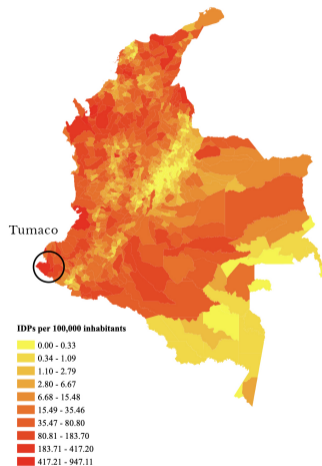 Tumaco
IDPs per 100,000 inhabitants
0.00 - 0.33
0.34 - 1.09
1.10 - 2.79
2.80 - 6.67
6.68 - 15.48
15.49 - 35.46
35.47 - 80.80
80.81 - 183.70
183.71 - 417.20
417.21 - 947.11